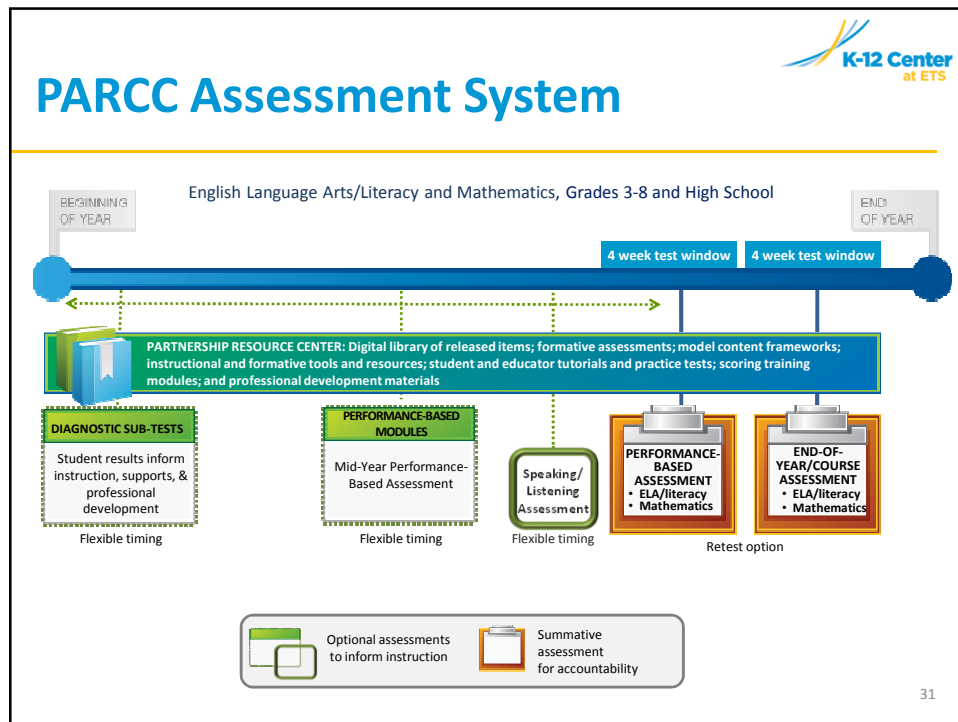 K-12 Center
at ETS
PARCC Assessment System
English Language Arts/Literacy and Mathematics, Grades 3-8 and High School
BEGINNING
OF YEAR
END
OF YEAR
4 week test window
4 week test window
PARTNERSHIP RESOURCE CENTER: Digital library of released items; formative assessments; model content frameworks;
instructional and formative tools and resources; student and educator tutorials and practice tests; scoring training
modules; and professional development materials
DIAGNOSTIC SUB-TESTS
Student results inform
instruction, supports, &
professional
development
Flexible timing
PERFORMANCE-BASED
MODULES
Mid-Year Performance-
Based Assessment
Flexible timing
Speaking/
Listening
Assessment
Flexible timing
PERFORMANCE-
BASED
ASSESSMENT
• ELA/literacy
• Mathematics
END-OF-
YEAR/COURSE
ASSESSMENT
• ELA/literacy
• Mathematics
Retest option
Optional assessments
to inform instruction
Summative
assessment
for accountability
31